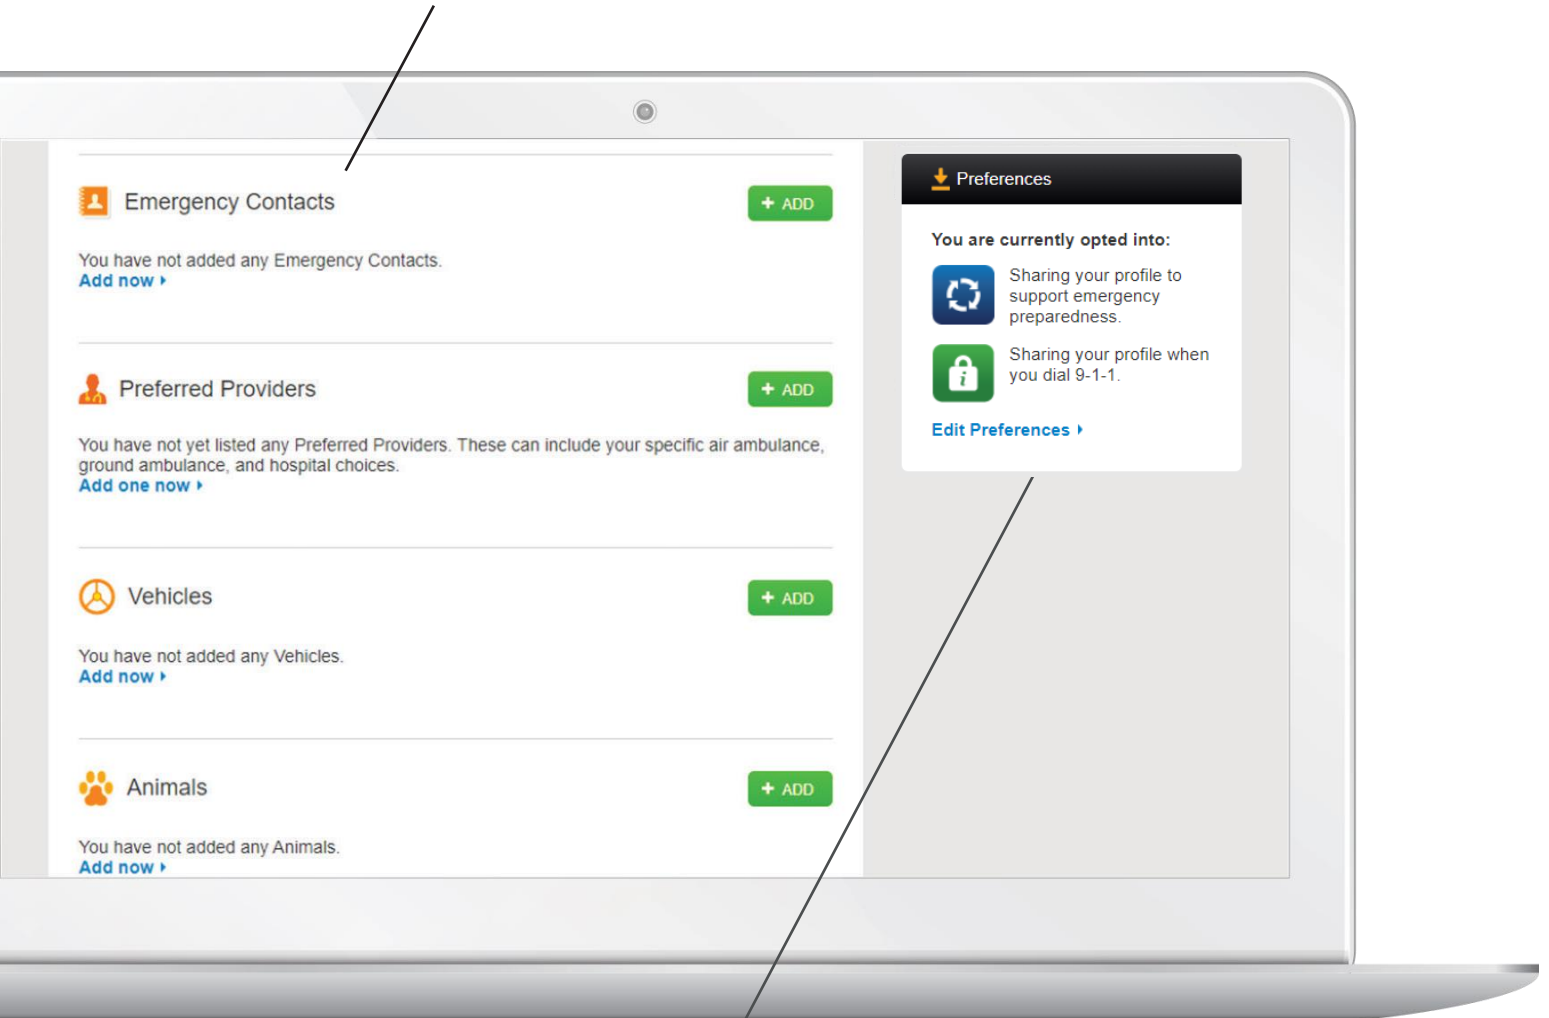 Emergency Contacts
+ ADD
You have not added any Emergency Contacts.
Add now
Preferred Providers
+ ADD
You have not yet listed any Preferred Providers. These can include your specific air ambulance,
ground ambulance, and hospital choices.
Add one now
Vehicles
+ ADD
You have not added any Vehicles.
Add now
Animals
+ ADD
You have not added any Animals.
Add now
Preferences
You are currently opted into:
Sharing your profile to
support emergency
preparedness.
i
Sharing your profile when
you dial 9-1-1.
Edit Preferences